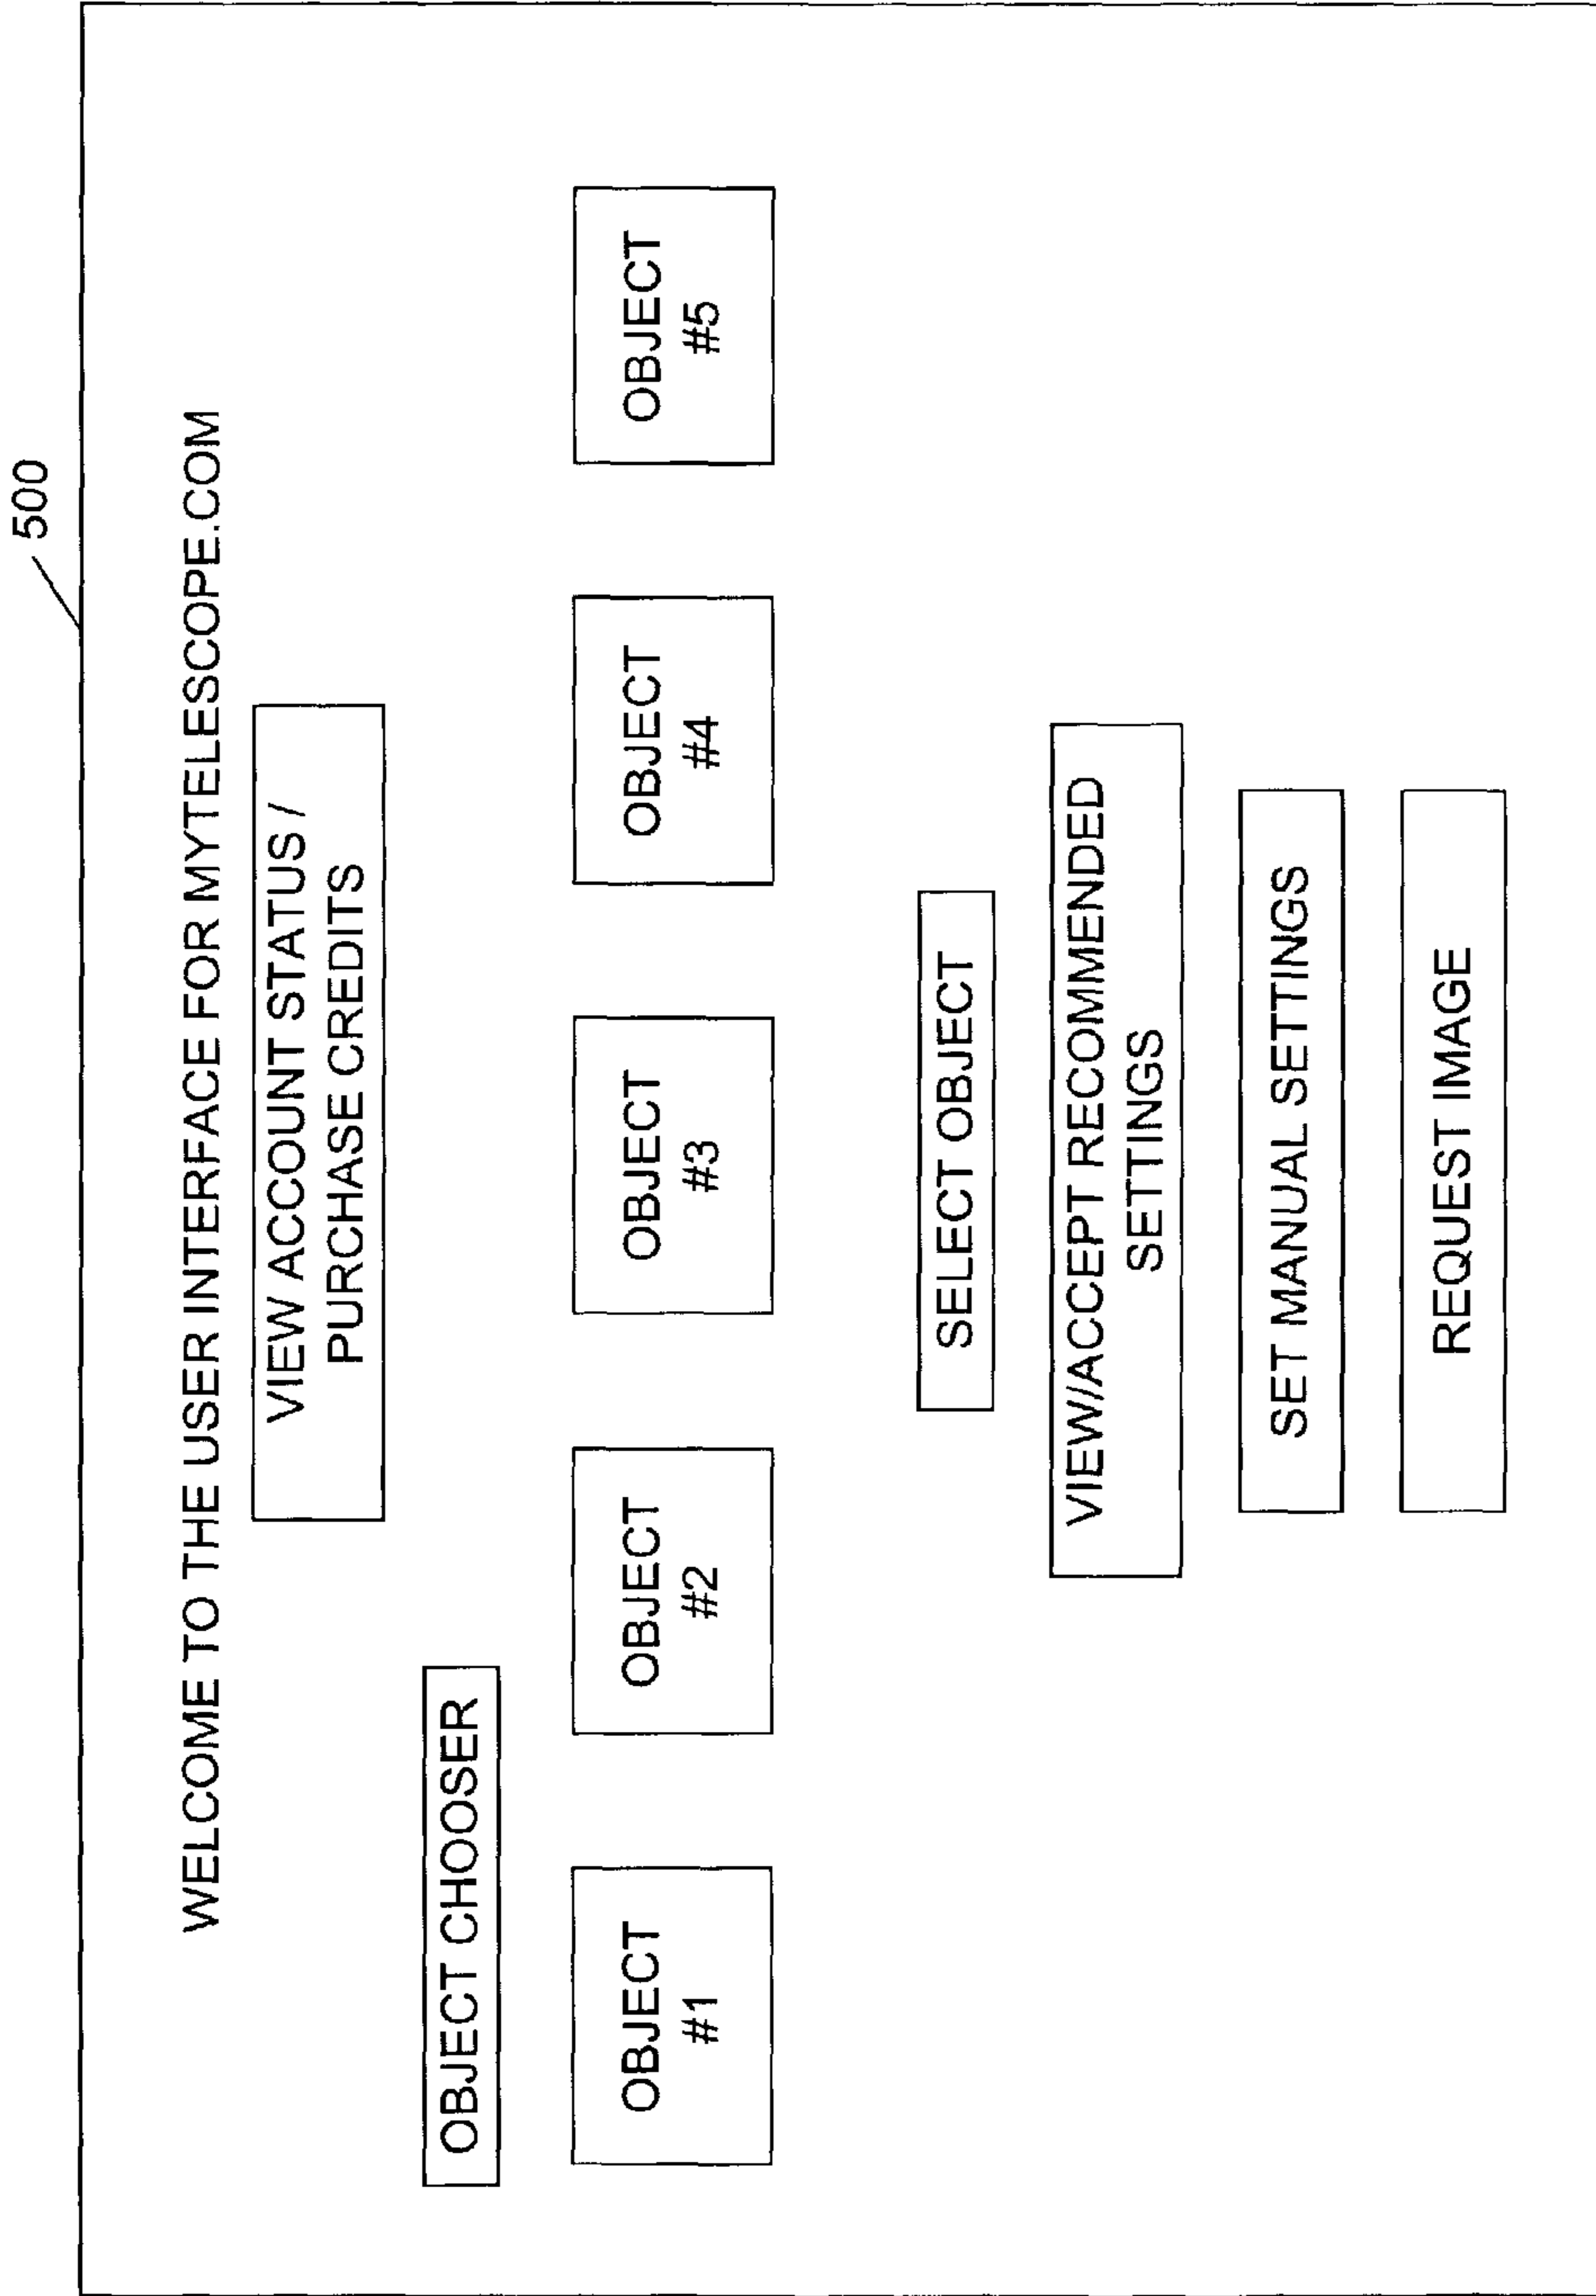 500
WELCOME TO THE USER INTERFACE FOR MYTELESCOPE.COM
VIEW ACCOUNT STATUS /
PURCHASE CREDITS
OBJECT CHOOSER
OBJECT
#1
OBJECT
#2
OBJECT
#3
OBJECT
#4
OBJECT
#5
SELECT OBJECT
VIEW/ACCEPT RECOMMENDED
SETTINGS
SET MANUAL SETTINGS
REQUEST IMAGE